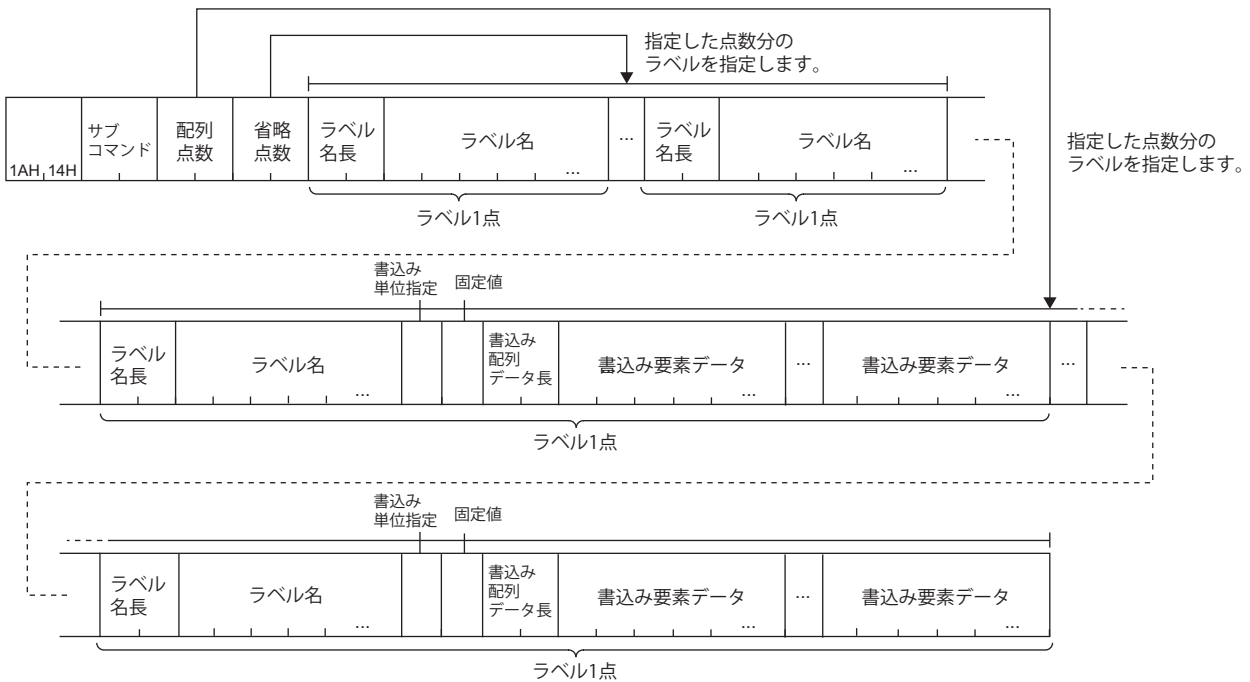 指定した点数分の
ラベルを指定します。
1AH 14H
サブ
コマンド
配列
点数
省略
点数
ラベル
名長
ラベル名
...
...
ラベル
名長
ラベル名
...
指定した点数分の
ラベルを指定します。
ラベル1点
ラベル1点
書込み
単位指定
固定値
ラベル
名長
ラベル名
...
書込み
配列
データ長
書込み要素データ
...
...
書込み要素データ
...
...
ラベル1点
書込み
単位指定
固定値
ラベル
名長
ラベル名
...
書込み
配列
データ長
書込み要素データ
...
...
書込み要素データ
...
ラベル1点